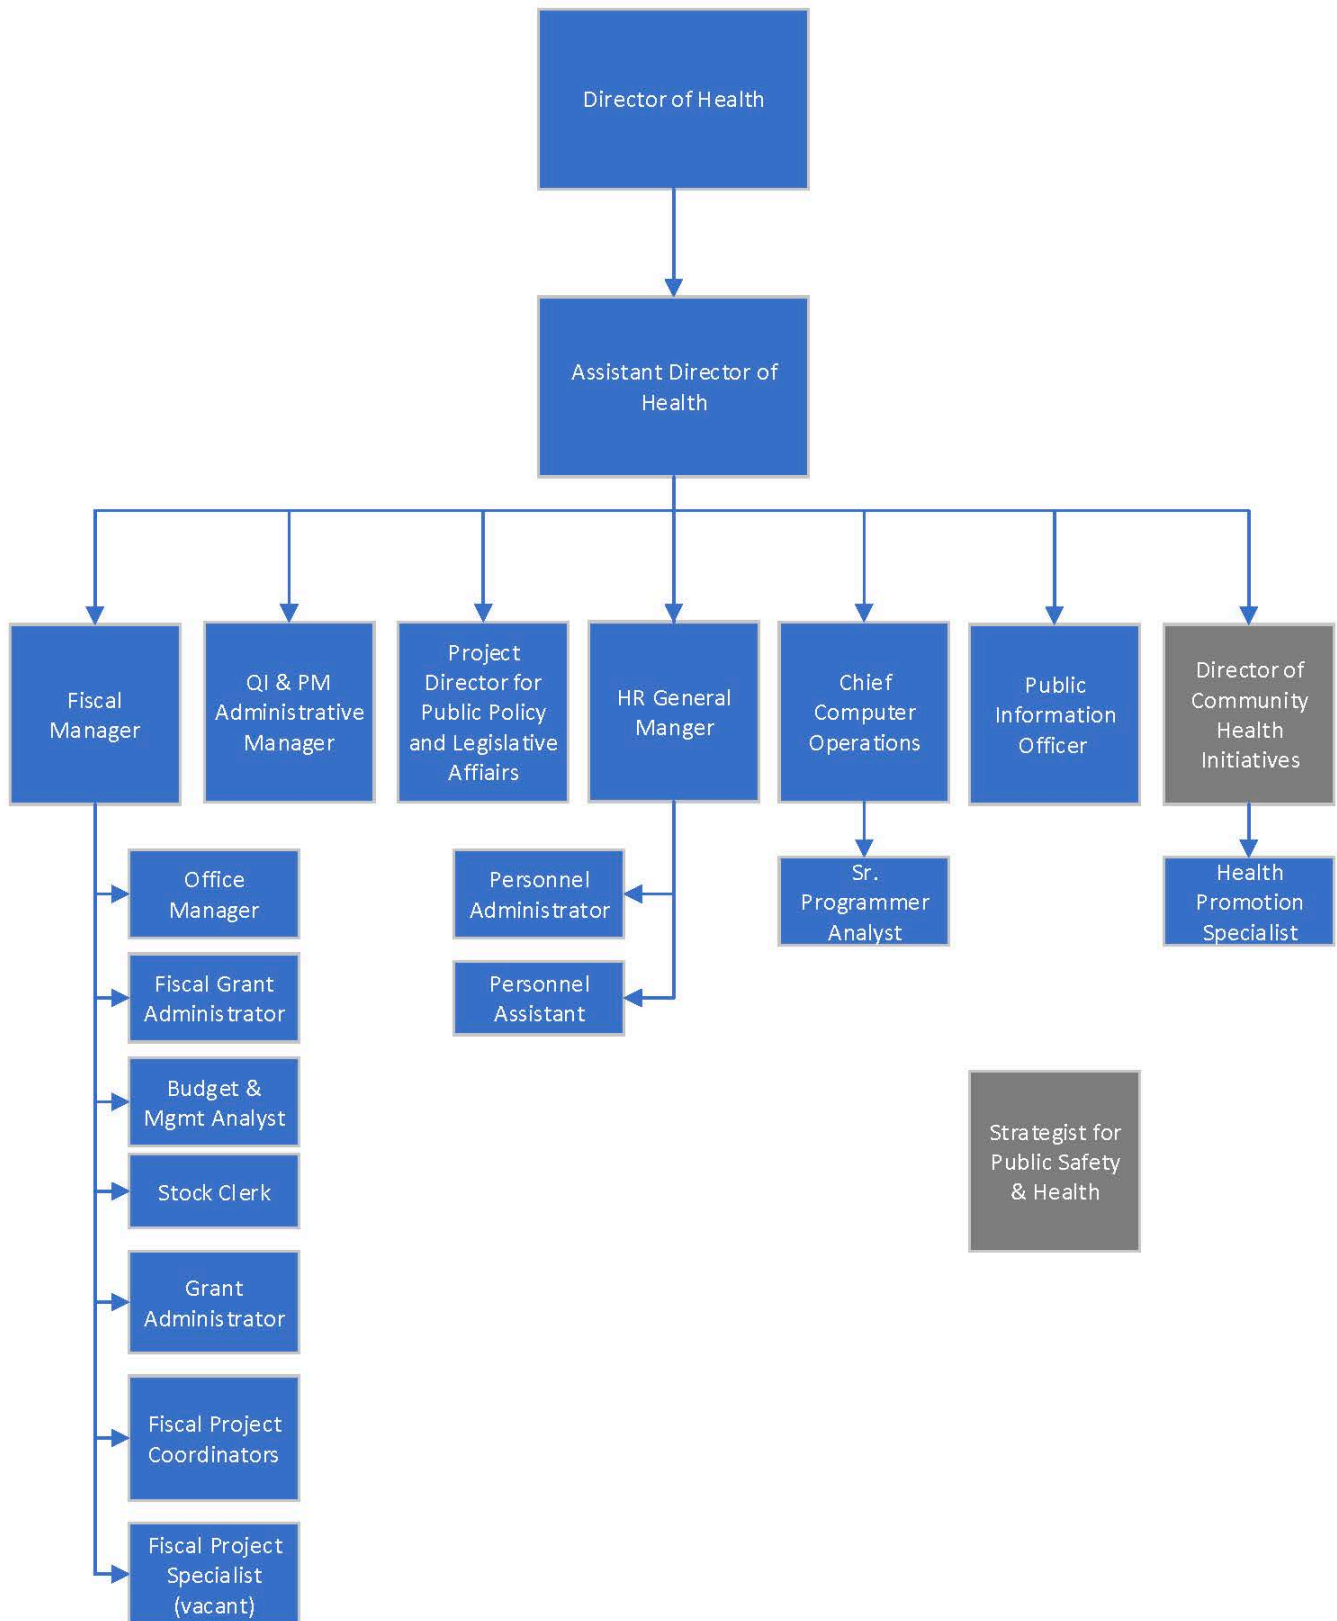 Director of Health
Assistant Director of
Health
Fiscal
Manager
QI & PM
Administrative
Manager
Project
Director for
Public Policy
and Legislative
Affiairs
HR General
Manger
Chief
Computer
Operations
Public
Information
Officer
Director of
Community
Health
Initiatives
Office
Manager
Fiscal Grant
Administrator
Budget &
Mgmt Analyst
Stock Clerk
Grant
Administrator
Fiscal Project
Coordinators
Fiscal Project
Specialist
(vacant)
Personnel
Administrator
Personnel
Assistant
Sr.
Programmer
Analyst
Health
Promotion
Specialist
Strategist for
Public Safety
& Health